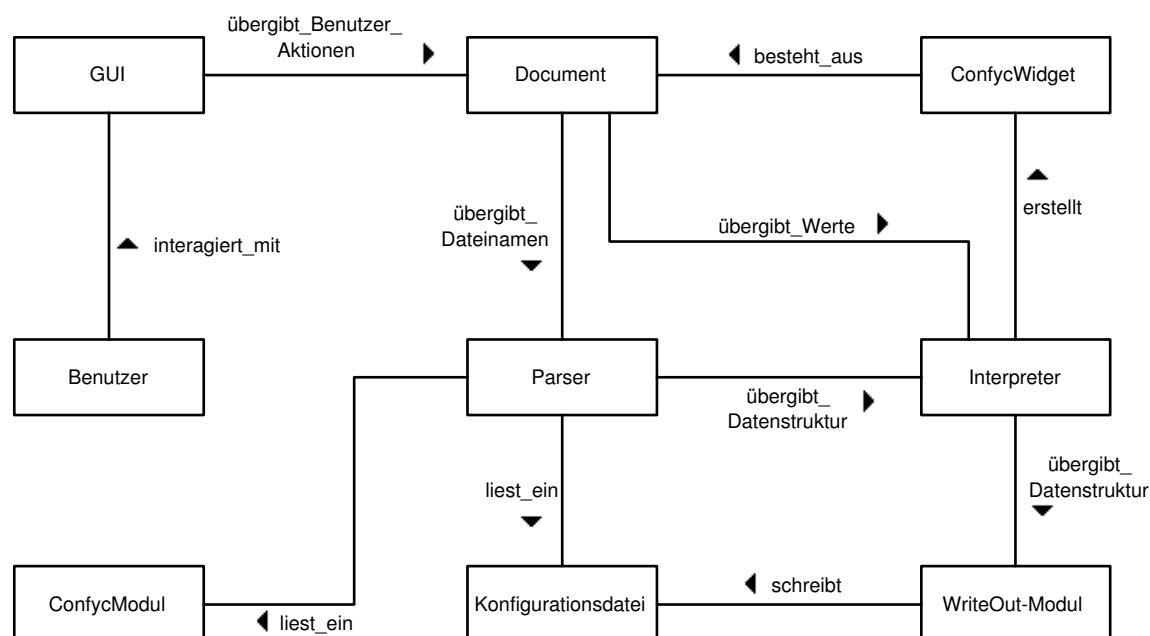 übergibt_Benutzer_
Aktionen
GUI
Document
besteht_aus
ConfycWidget
übergibt_
Dateinamen
übergibt_Werte
erstellt
interagiert_mit
Benutzer
Parser
übergibt_
Datenstruktur
Interpreter
liest_ein
übergibt_
Datenstruktur
ConfycModul
liest_ein
Konfigurationsdatei
schreibt
WriteOut-Modul